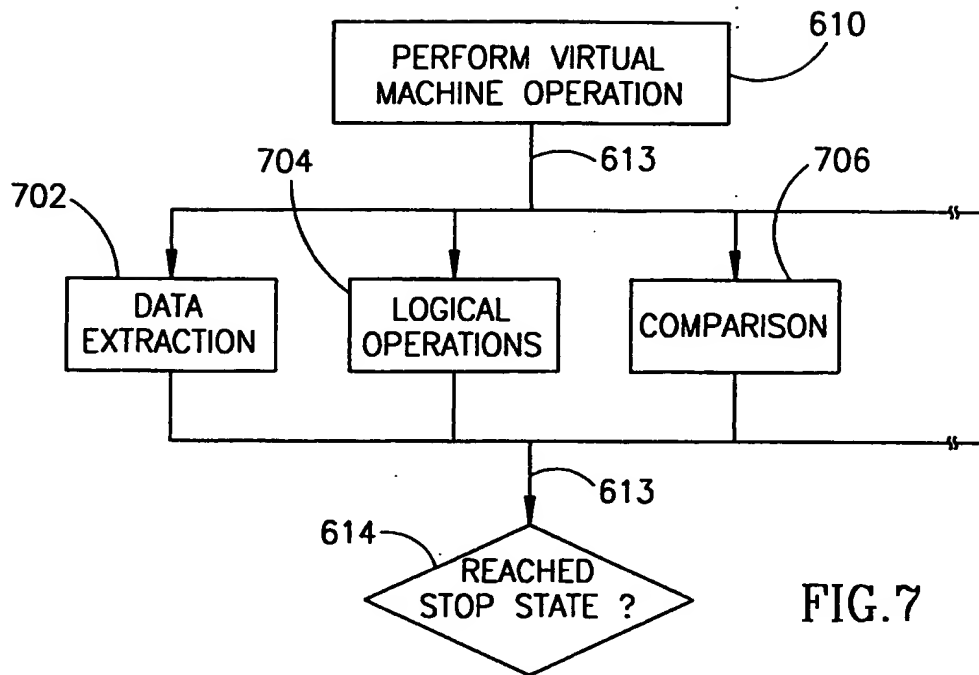 610
PERFORM VIRTUAL
MACHINE OPERATION
613
704
706
702
DATA
EXTRACTION
LOGICAL
OPERATIONS
COMPARISON
613
614
REACHED
STOP STATE ?
FIG.7